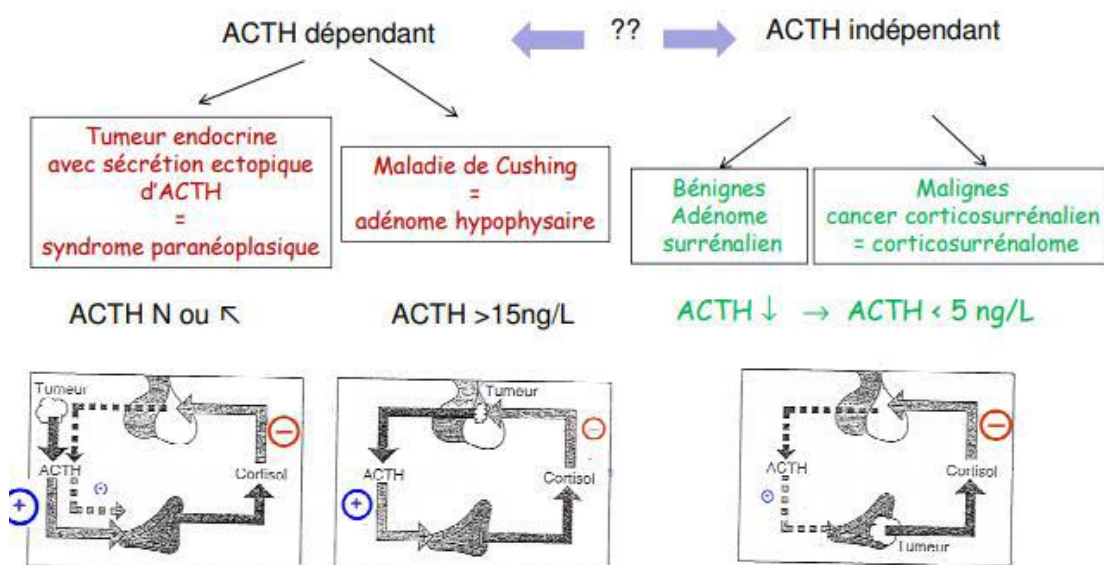 ACTH dépendant
??
ACTH indépendant
Tumeur endocrine
avec sécrétion ectopique
d'ACTH
=
syndrome paranéoplasique
Maladie de Cushing
=
adénome hypophysaire
Bénignes
Adénome
surrénalien
Malignes
cancer corticosurrénalien
= corticosurrénalome
ACTH N ou ↖
ACTH >15ng/L
ACTH ↓ → ACTH < 5 ng/L
Tumeur
−
ACTH
Cortisol
(+)
+
Tumeur
−
ACTH
Cortisol
+
−
ACTH
Cortisol
+
Tumeur